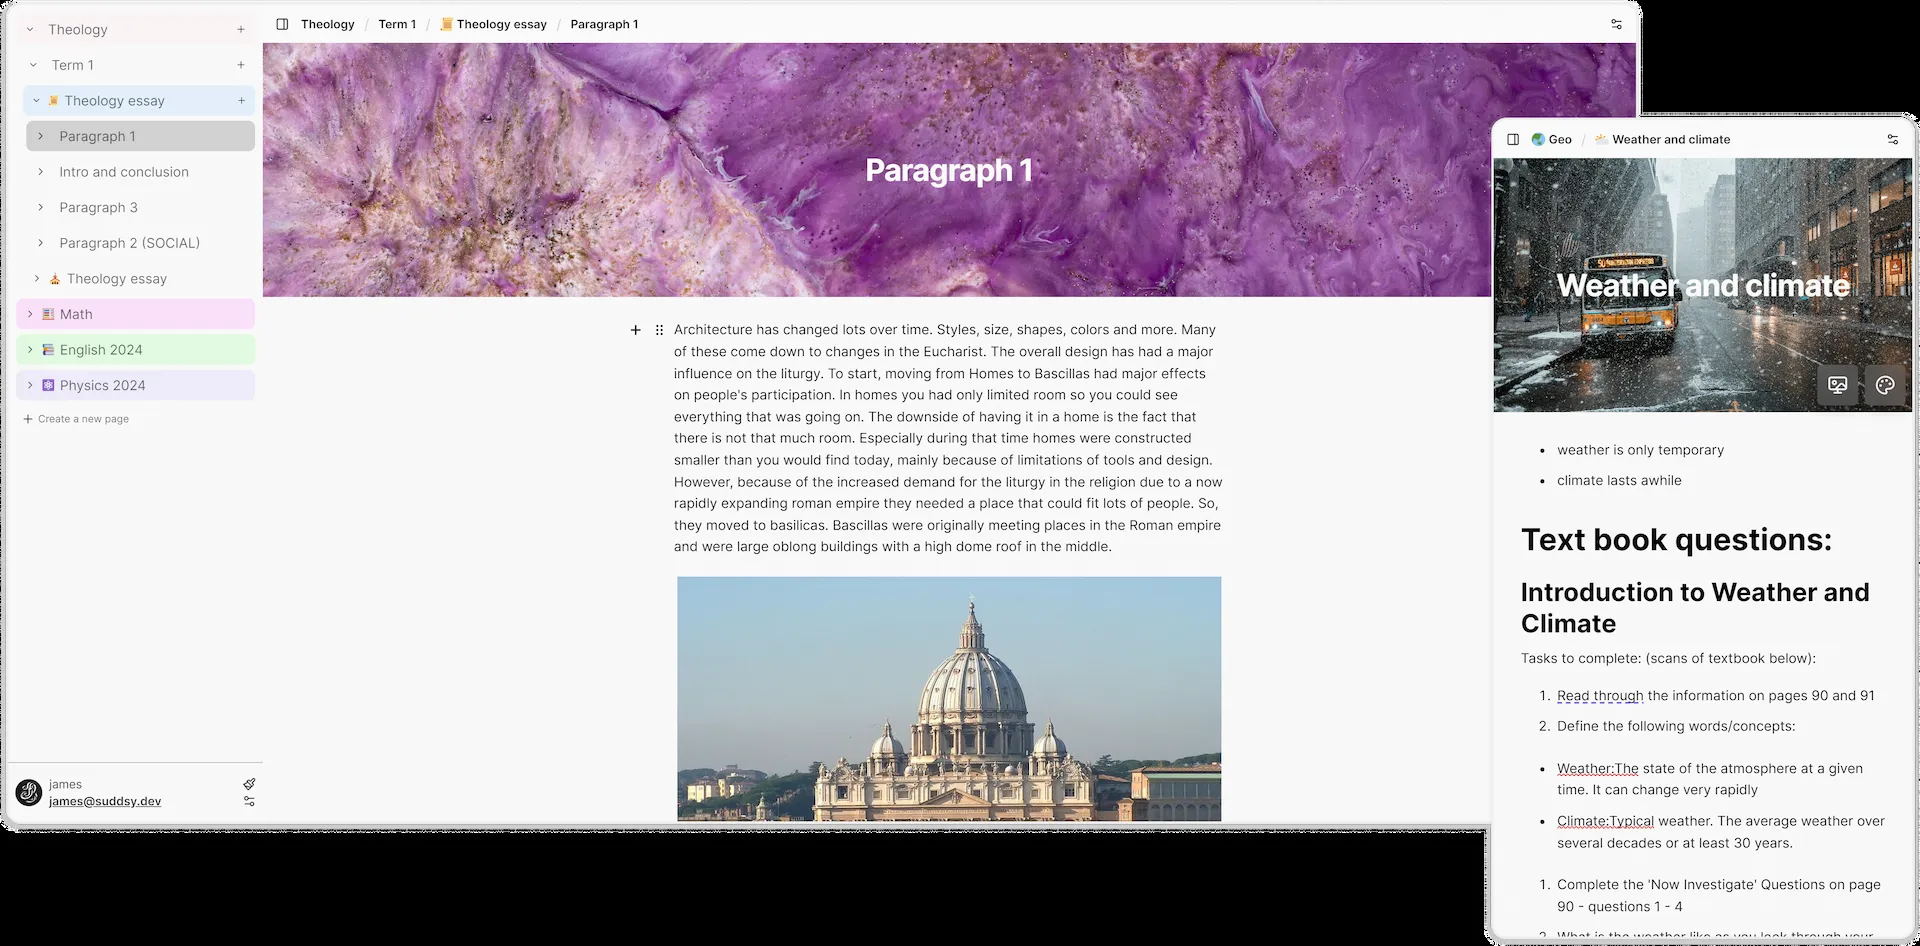 Theology
Term 1
Theology essay
Paragraph 1
Intro and conclusion
Paragraph 3
Paragraph 2 (SOCIAL)
Theology essay
Math
English 2024
Physics 2024
Create a new page
james
james@suddsy.dev
Theology / Term 1 / Theology essay / Paragraph 1
Paragraph 1
Architecture has changed lots over time. Styles, size, shapes, colors and more. Many
of these come down to changes in the Eucharist. The overall design has had a major
influence on the liturgy. To start, moving from Homes to Bascillas had major effects
on people's participation. In homes you had only limited room so you could see
everything that was going on. The downside of having it in a home is the fact that
there is not that much room. Especially during that time homes were constructed
smaller than you would find today, mainly because of limitations of tools and design.
However, because of the increased demand for the liturgy in the religion due to a now
rapidly expanding roman empire they needed a place that could fit lots of people. So,
they moved to basilicas. Bascillas were originally meeting places in the Roman empire
and were large oblong buildings with a high dome roof in the middle.
Geo / Weather and climate
Weather and climate
weather is only temporary
climate lasts awhile
Text book questions:
Introduction to Weather and
Climate
Tasks to complete: (scans of textbook below):
1. Read through the information on pages 90 and 91
2. Define the following words/concepts:
Weather:The state of the atmosphere at a given
time. It can change very rapidly
Climate:Typical weather. The average weather over
several decades or at least 30 years.
1. Complete the 'Now Investigate' Questions on page
90 - questions 1 - 4
2. What is the weather like as you look through your